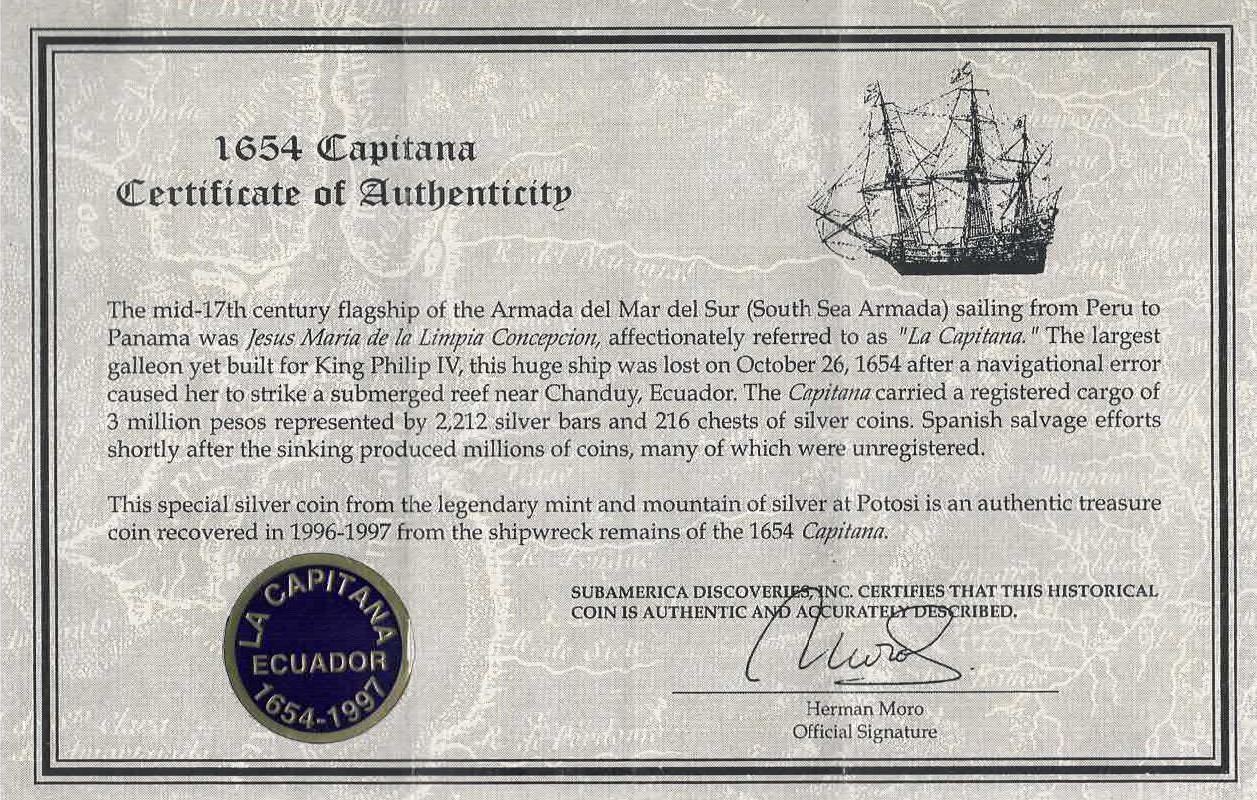 1654 Capitana
Certificate of Authenticity
The mid-17th century flagship of the Armada del Mar del Sur (South Sea Armada) sailing from Peru to
Panama was Jesus Maria de la Limpia Concepcion, affectionately referred to as "La Capitana." The largest
galleon yet built for King Philip IV, this huge ship was lost on October 26, 1654 after a navigational error
caused her to strike a submerged reef near Chanduy, Ecuador. The Capitana carried a registered cargo of
3 million pesos represented by 2,212 silver bars and 216 chests of silver coins. Spanish salvage efforts
shortly after the sinking produced millions of coins, many of which were unregistered.
This special silver coin from the legendary mint and mountain of silver at Potosi is an authentic treasure
coin recovered in 1996-1997 from the shipwreck remains of the 1654 Capitana.
LA CAPITANA
ECUADOR
1654-1997
SUBAMERICA DISCOVERIES, INC. CERTIFIES THAT THIS HISTORICAL
COIN IS AUTHENTIC AND ACCURATELY DESCRIBED.
Moro
Herman Moro
Official Signature